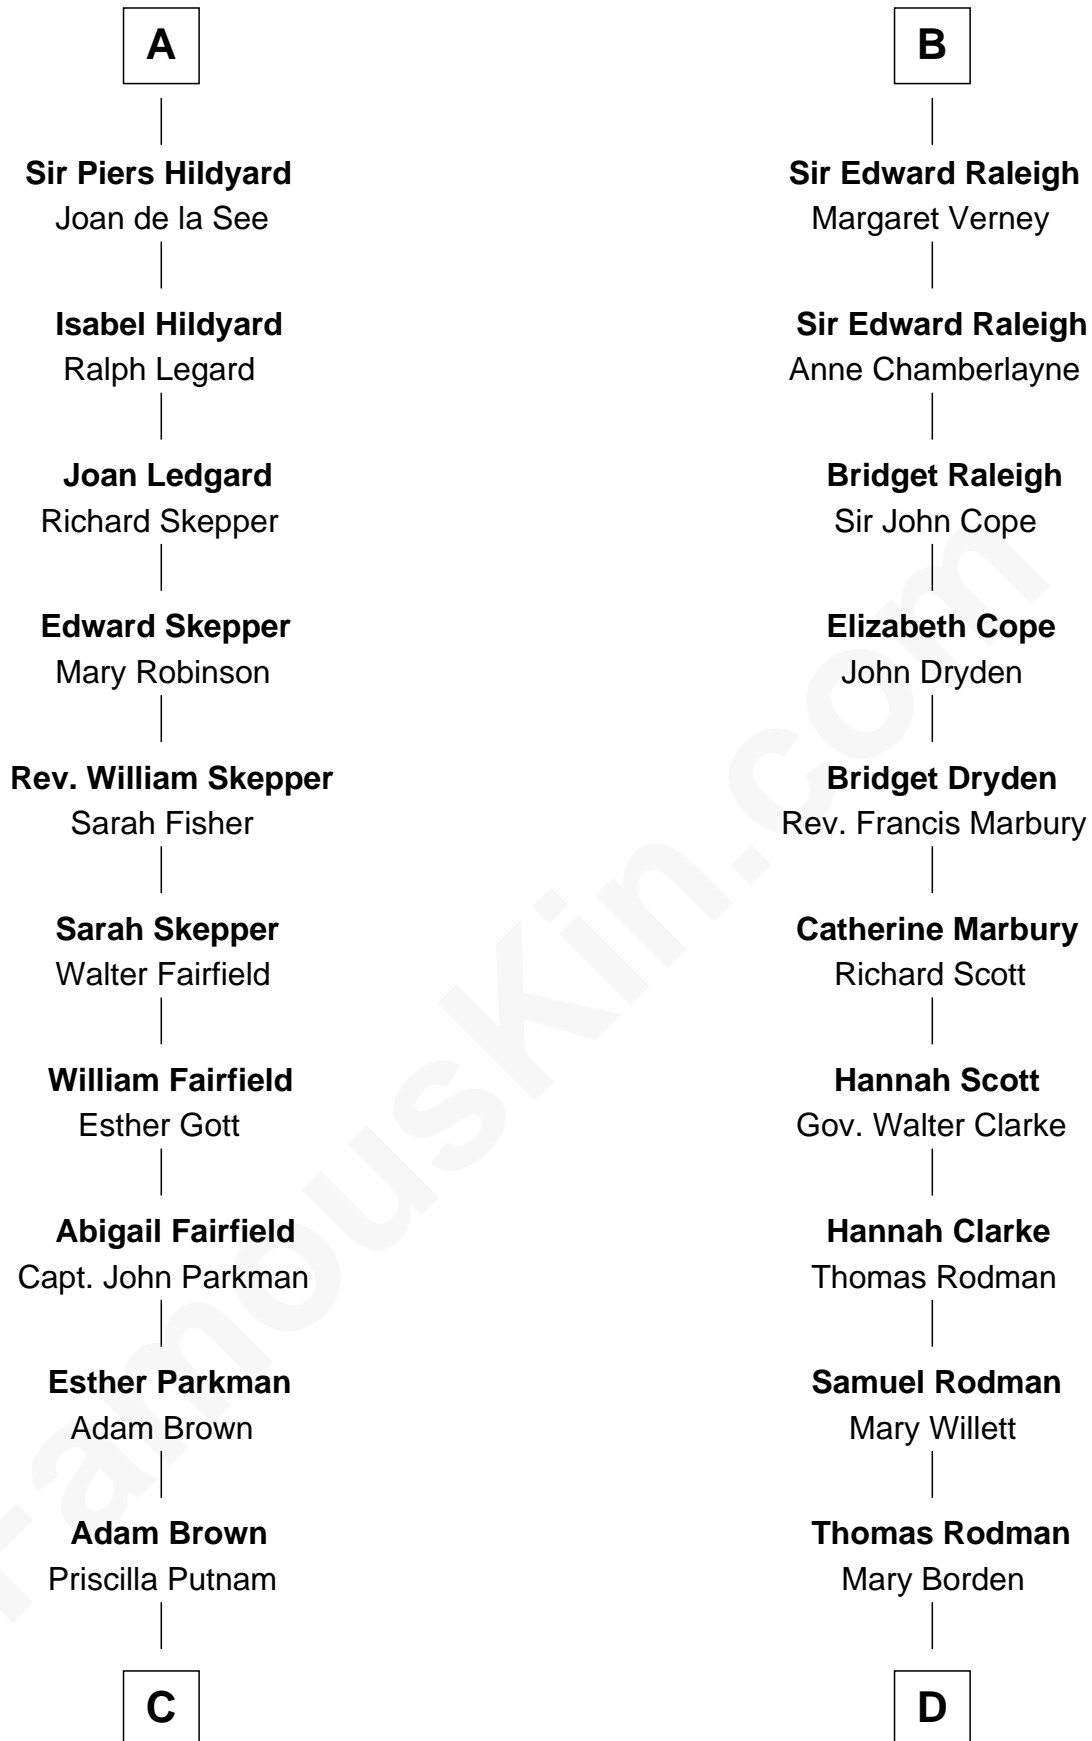 A
Sir Piers Hildyard
Joan de la See
Isabel Hildyard
Ralph Legard
Joan Ledgard
Richard Skepper
Edward Skepper
Mary Robinson
Rev. William Skepper
Sarah Fisher
Sarah Skepper
Walter Fairfield
William Fairfield
Esther Gott
Abigail Fairfield
Capt. John Parkman
Esther Parkman
Adam Brown
Adam Brown
Priscilla Putnam
C
B
Sir Edward Raleigh
Margaret Verney
Sir Edward Raleigh
Anne Chamberlayne
Bridget Raleigh
Sir John Cope
Elizabeth Cope
John Dryden
Bridget Dryden
Rev. Francis Marbury
Catherine Marbury
Richard Scott
Hannah Scott
Gov. Walter Clarke
Hannah Clarke
Thomas Rodman
Samuel Rodman
Mary Willett
Thomas Rodman
Mary Borden
D
FamousKin.com